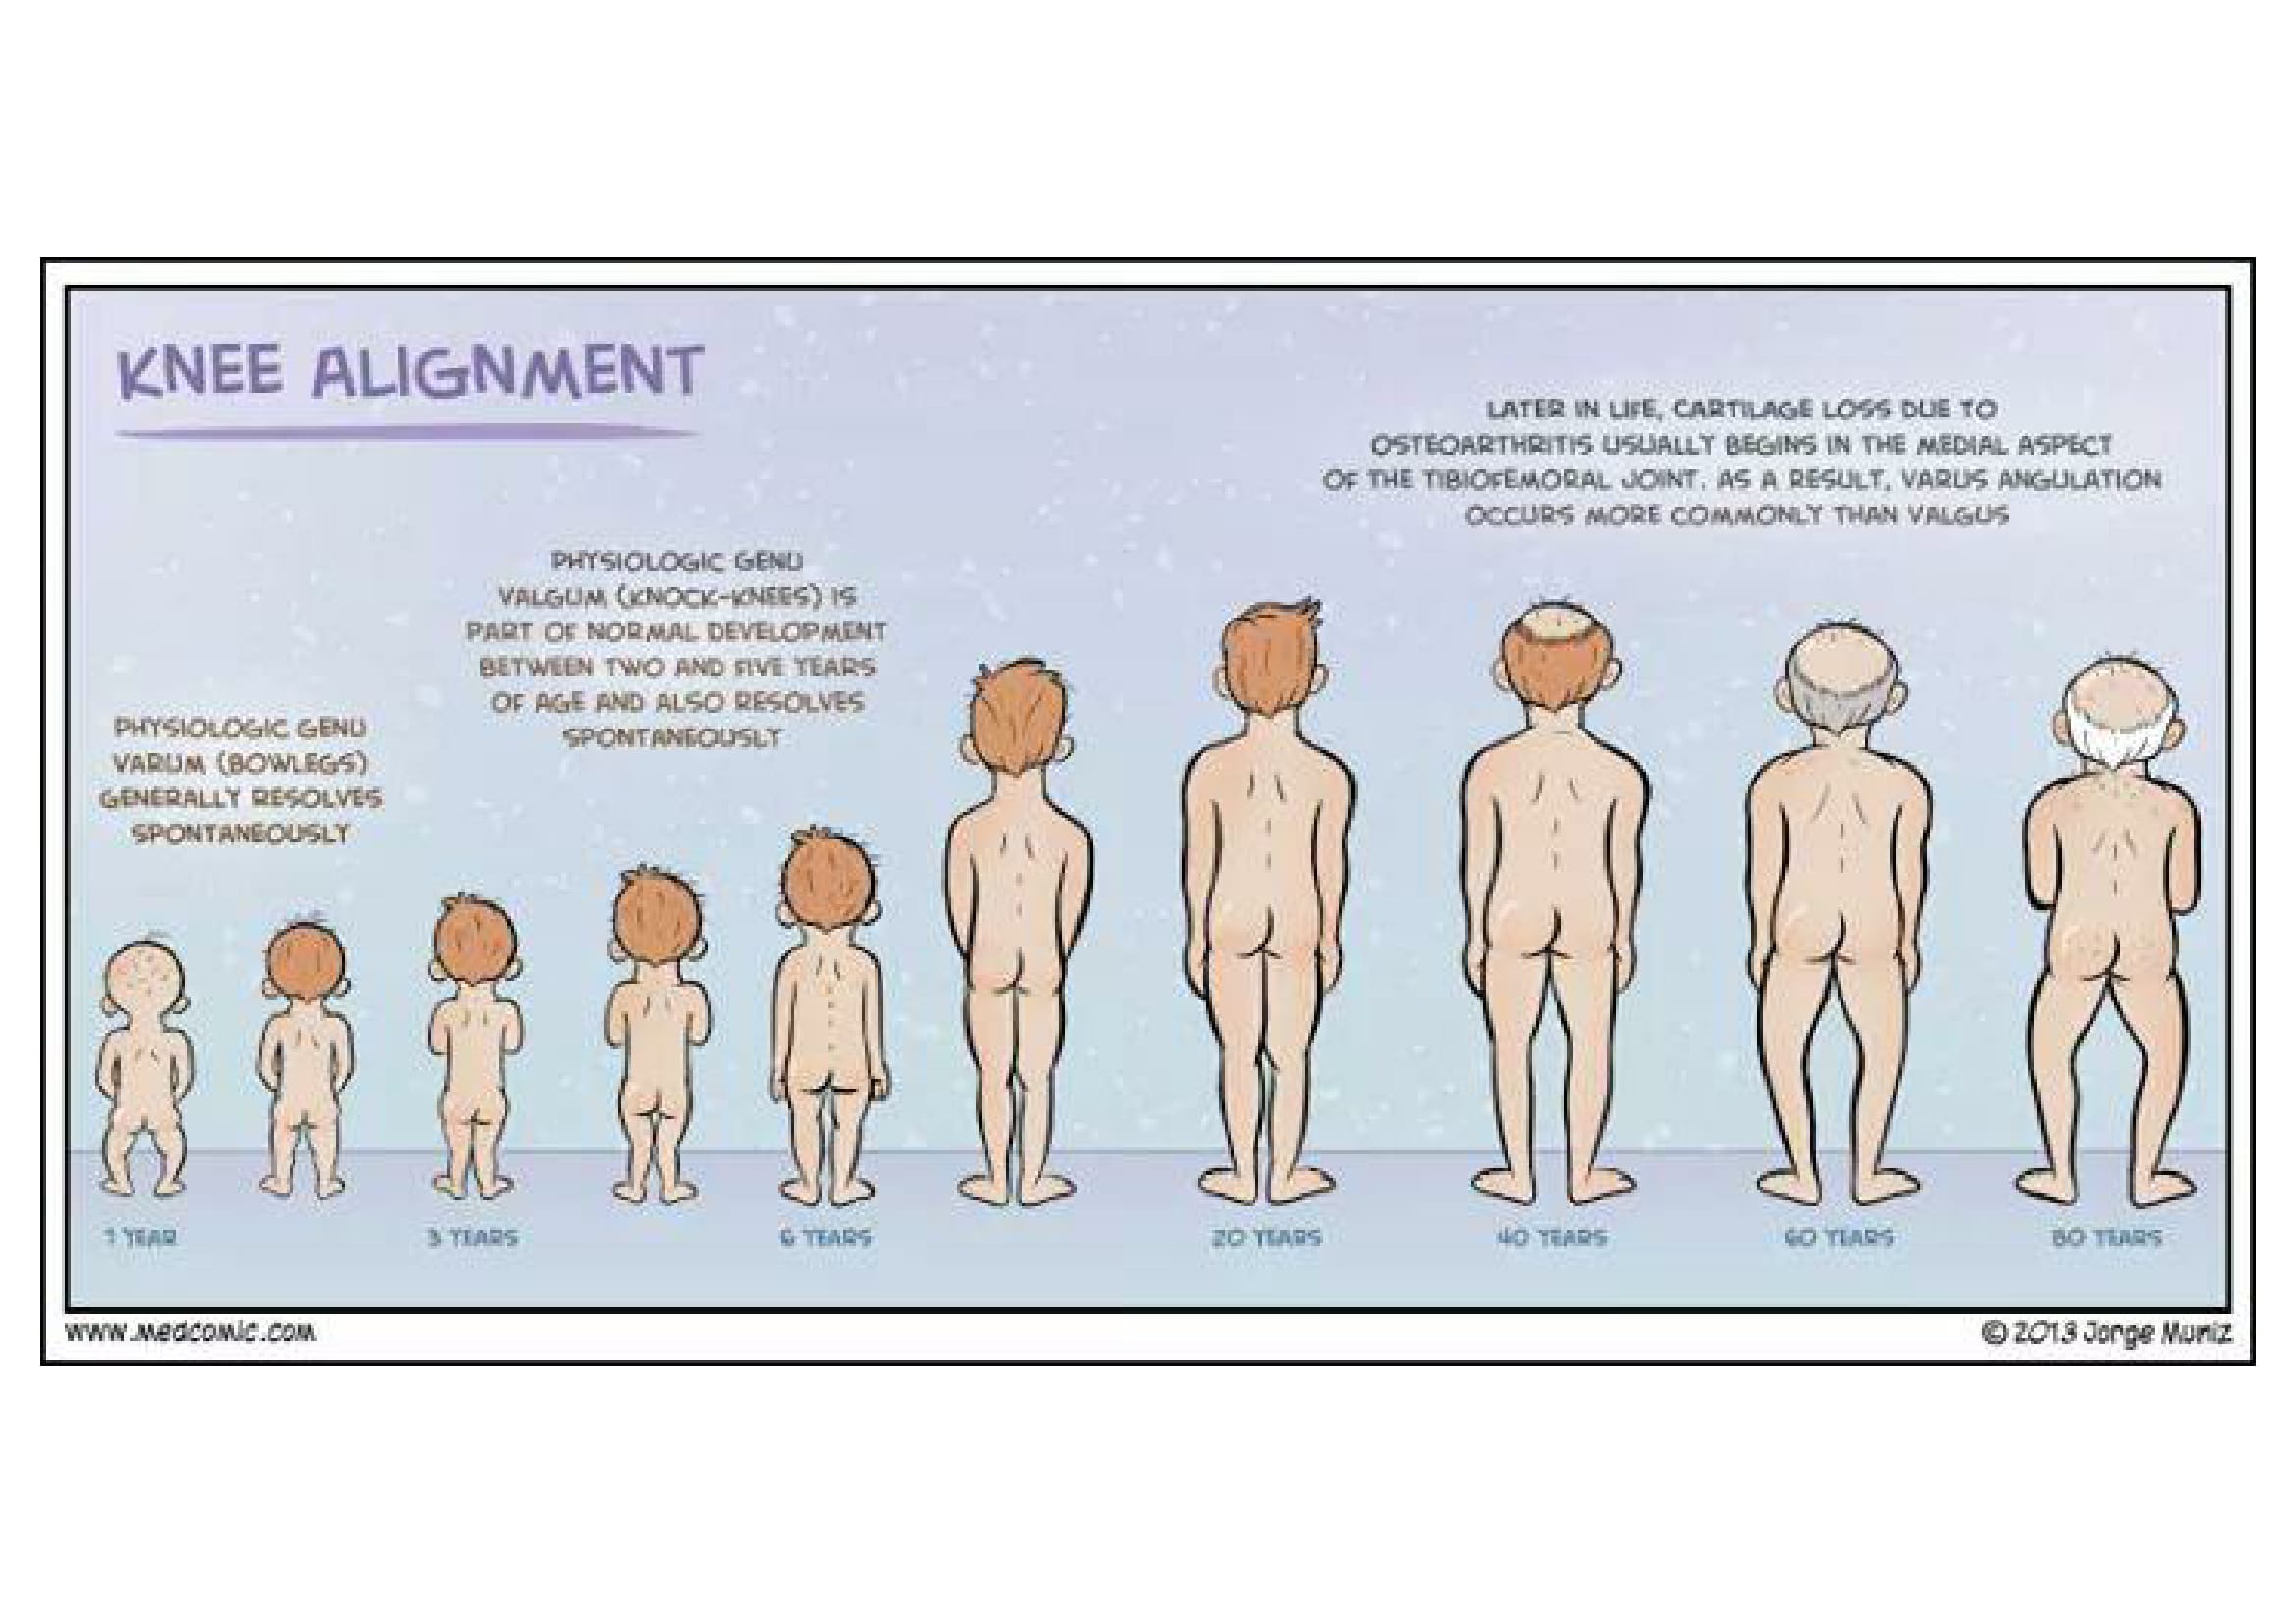 KNEE ALIGNMENT
LATER IN LIFE, CARTILAGE LOSS DUE TO
OSTEOARTHRITIS USUALLY BEGINS IN THE MEDIAL ASPECT
OF THE TIBIOFEMORAL JOINT. AS A RESULT, VARUS ANGULATION
OCCURS MORE COMMONLY THAN VALGUS
PHYSIOLOGIC GENU
VALGUM (KNOCK-KNEES) IS
PART OF NORMAL DEVELOPMENT
BETWEEN TWO AND FIVE YEARS
OF AGE AND ALSO RESOLVES
SPONTANEOUSLY
PHYSIOLOGIC GENU
VARUM (BOWLEGS)
GENERALLY RESOLVES
SPONTANEOUSLY
1 YEAR
3 YEARS
6 YEARS
20 YEARS
40 YEARS
60 YEARS
80 YEARS
www.medcomic.com
© 2013 Jorge Muniz